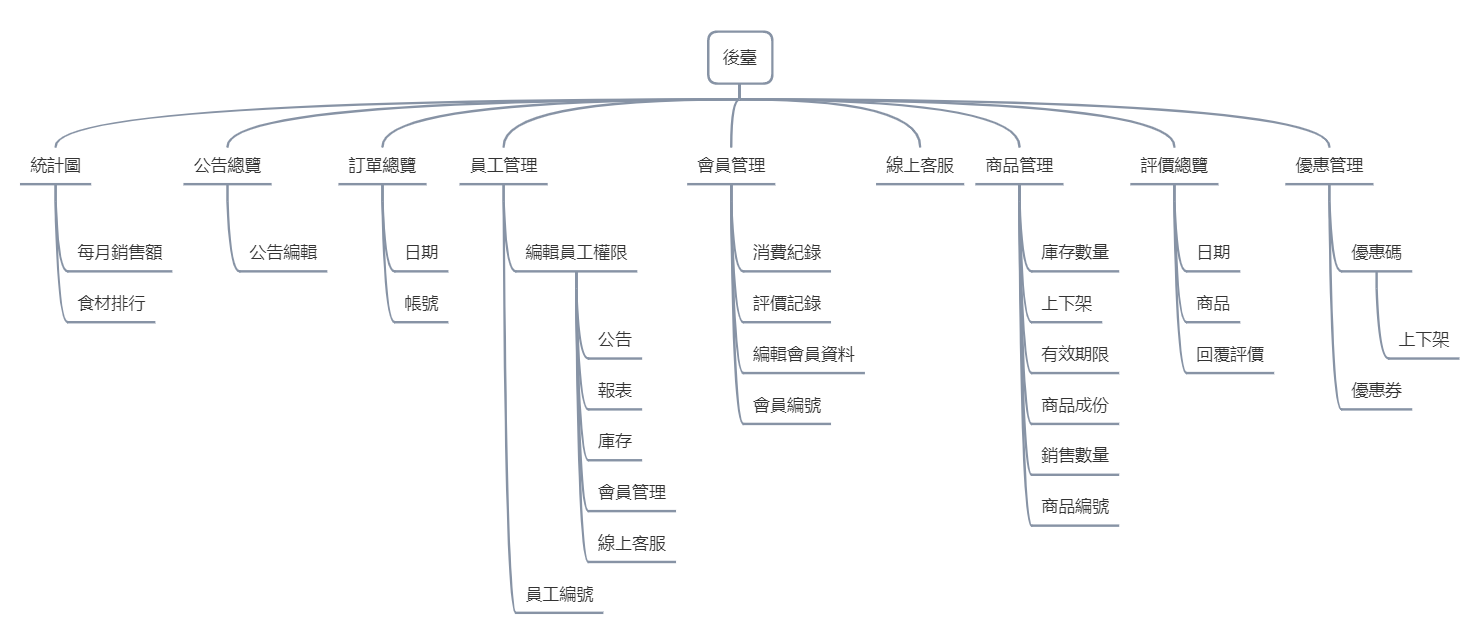 後臺
統計圖
公告總覽
訂單總覽
員工管理
會員管理
線上客服
商品管理
評價總覽
優惠管理
每月銷售額
食材排行
公告編輯
日期
帳號
編輯員工權限
公告
報表
庫存
會員管理
線上客服
員工編號
消費紀錄
評價記錄
編輯會員資料
會員編號
庫存數量
上下架
有效期限
商品成份
銷售數量
商品編號
日期
商品
回覆評價
優惠碼
上下架
優惠券